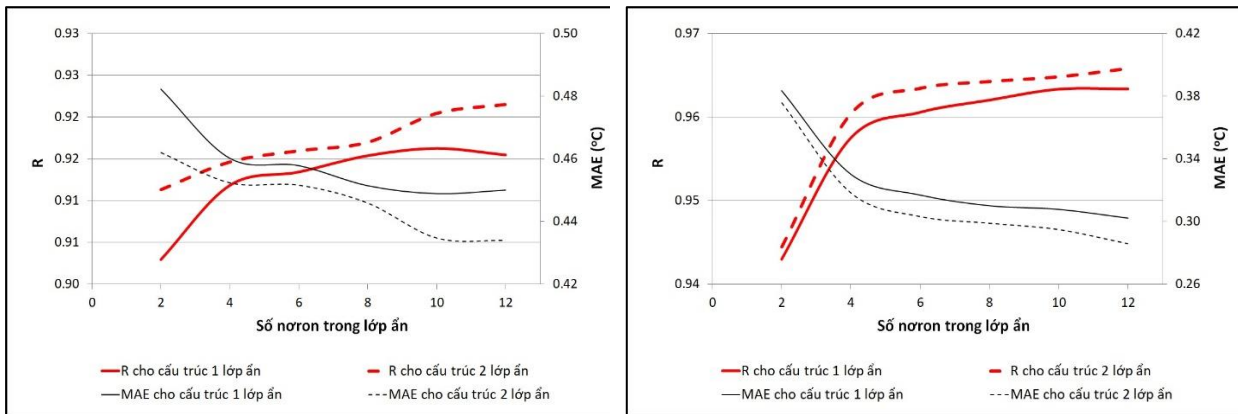 0.93
0.93
0.92
0.92
0.91
0.91
0.90
R
0.50
0.48
0.46
0.44
0.42
MAE (°C)
0 2 4 6 8 10 12
Số nơron trong lớp ẩn
R cho cấu trúc 1 lớp ẩn R cho cấu trúc 2 lớp ẩn
MAE cho cấu trúc 1 lớp ẩn MAE cho cấu trúc 2 lớp ẩn
0.97
0.96
0.95
0.94
R
0.42
0.38
0.34
0.30
0.26
MAE (°C)
0 2 4 6 8 10 12
Số nơron trong lớp ẩn
R cho cấu trúc 1 lớp ẩn R cho cấu trúc 2 lớp ẩn
MAE cho cấu trúc 1 lớp ẩn MAE cho cấu trúc 2 lớp ẩn